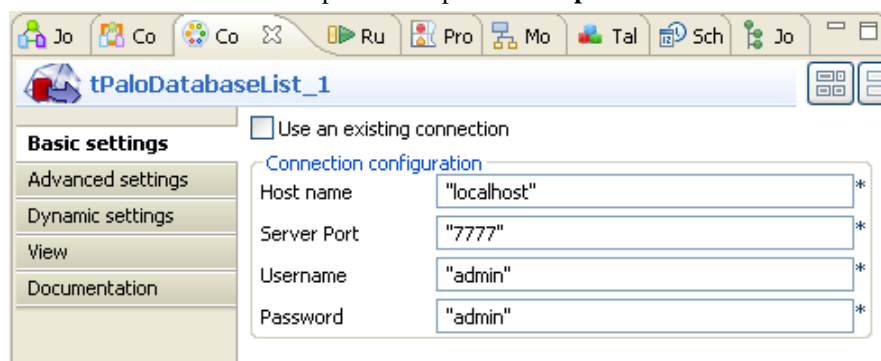 Jo Co Co Ru Pro Mo Tal Sch Jo
tPaloDatabaseList_1
Basic settings
Advanced settings
Dynamic settings
View
Documentation
Use an existing connection
Connection configuration
Host name "localhost" *
Server Port "7777" *
Username "admin" *
Password "admin" *